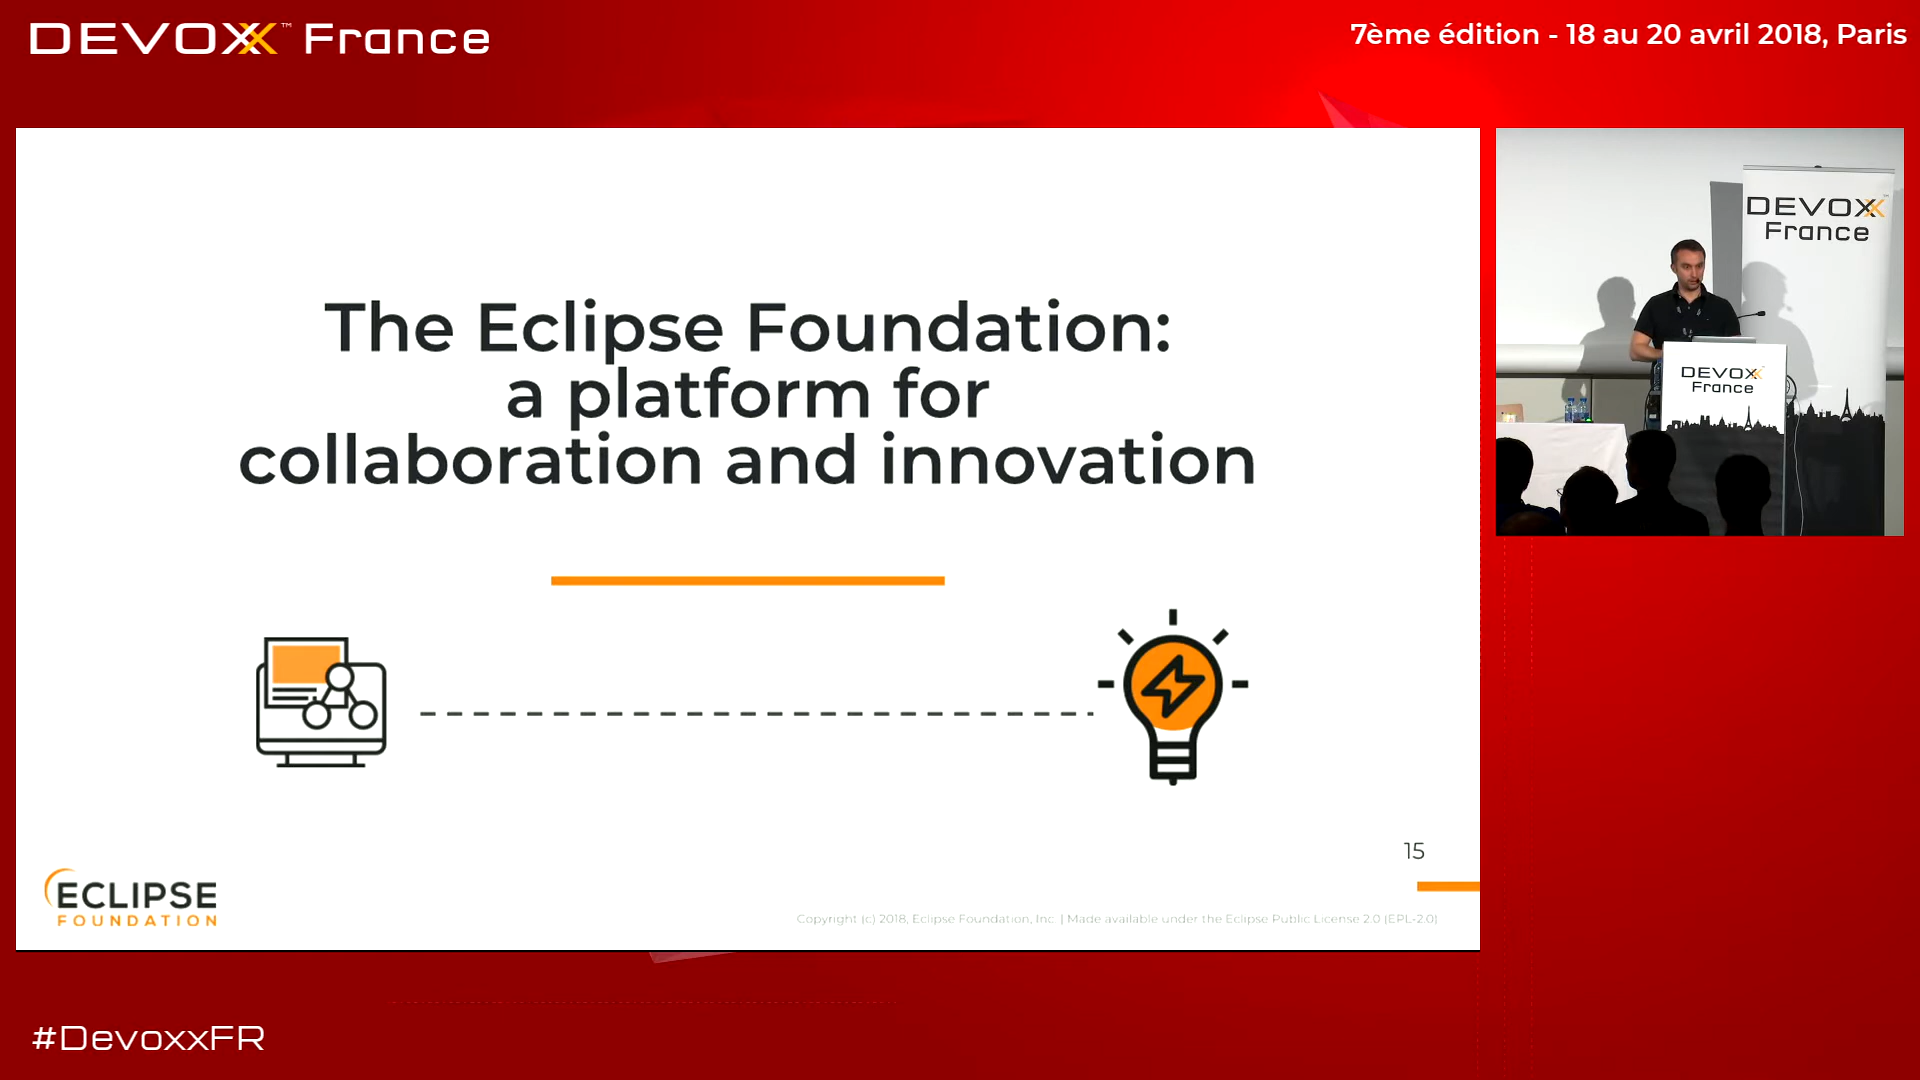 DEVOXX™ France
7ème édition - 18 au 20 avril 2018, Paris
The Eclipse Foundation:
a platform for
collaboration and innovation
15
ECLIPSE
FOUNDATION
Copyright (c) 2018, Eclipse Foundation, Inc. | Made available under the Eclipse Public License 2.0 (EPL-2.0)
DEVOXX
France
DEVOXX
France
#DevoxxFR